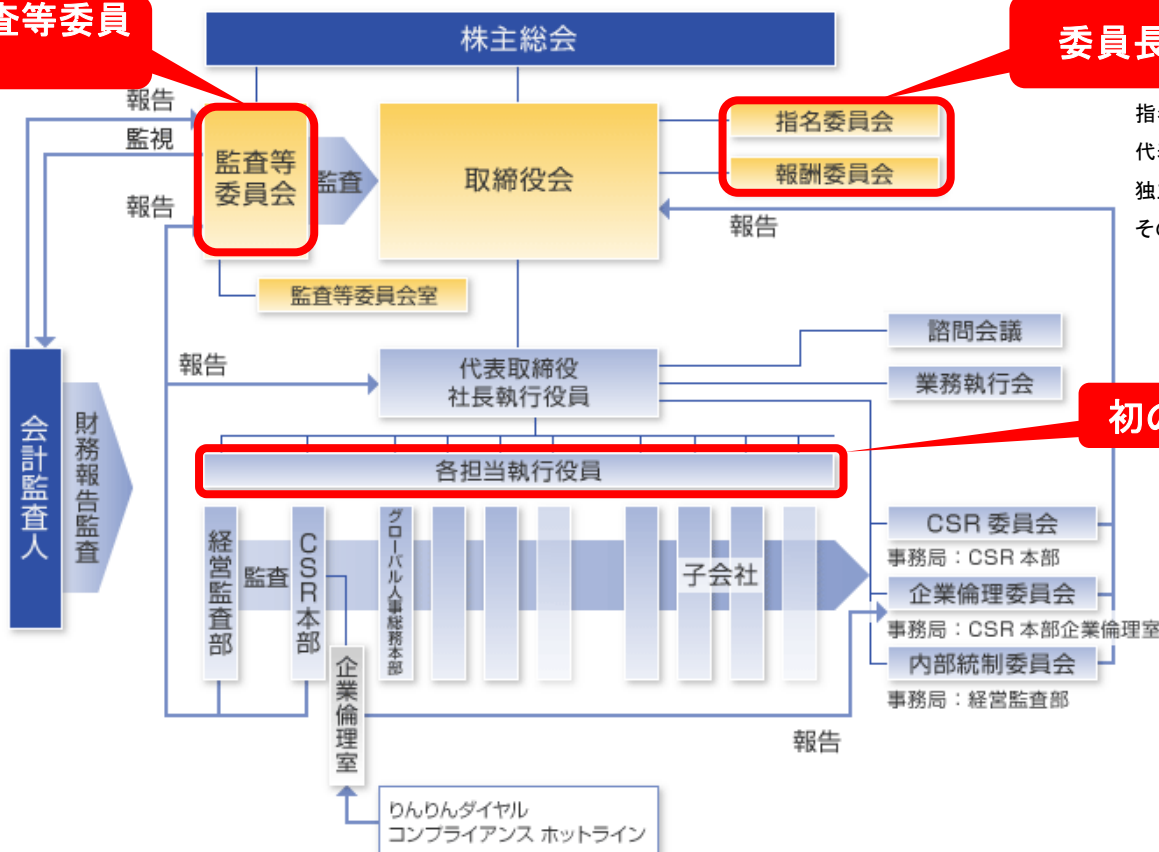 査等委員
株主総会
委員長
報告
監視
報告
監査等
委員会
監査
取締役会
指名委員会
報酬委員会
報告
監査等委員会室
報告
代表取締役
社長執行役員
諮問会議
業務執行会
初の
会計監査人
財務報告監査
各担当執行役員
経営監査部
監査
CSR本部
グローバル人事総務本部
子会社
CSR 委員会
事務局：CSR 本部
企業倫理委員会
事務局：CSR 本部企業倫理室
内部統制委員会
事務局：経営監査部
企業倫理室
報告
りんりんダイヤル
コンプライアンス ホットライン